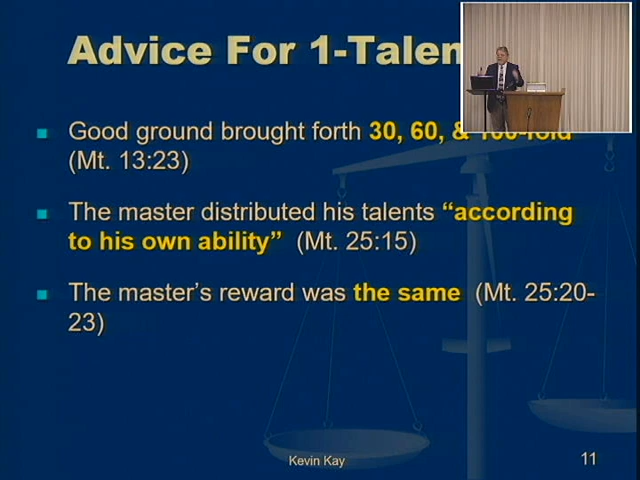 Advice For 1-Talen
Good ground brought forth 30, 60, & 100-fold
(Mt. 13:23)
The master distributed his talents “according
to his own ability” (Mt. 25:15)
The master’s reward was the same (Mt. 25:20-
23)
Kevin Kay
11